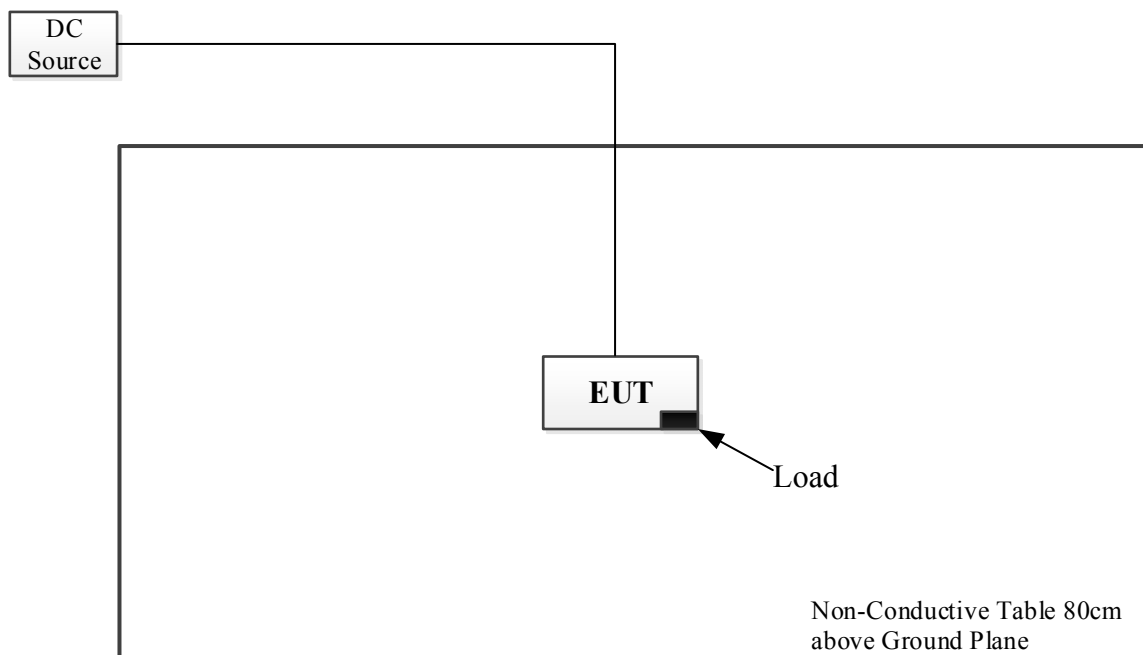 DC
Source
EUT
Load
Non-Conductive Table 80cm
above Ground Plane